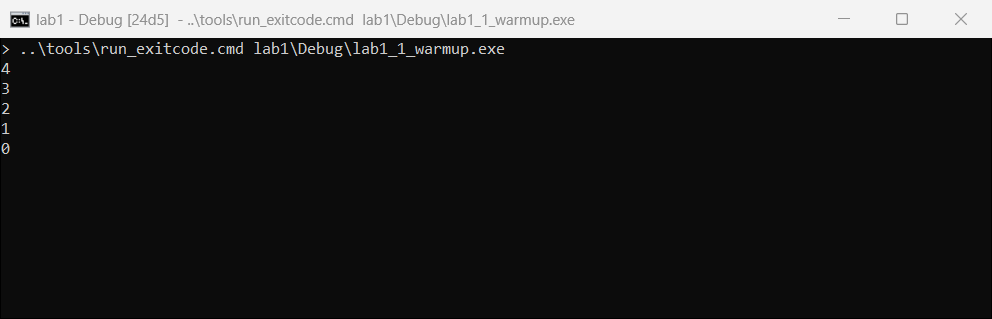 lab1 - Debug [24d5]  - ..\tools\run_exitcode.cmd  lab1\Debug\lab1_1_warmup.exe
> ..\tools\run_exitcode.cmd lab1\Debug\lab1_1_warmup.exe
4
3
2
1
0